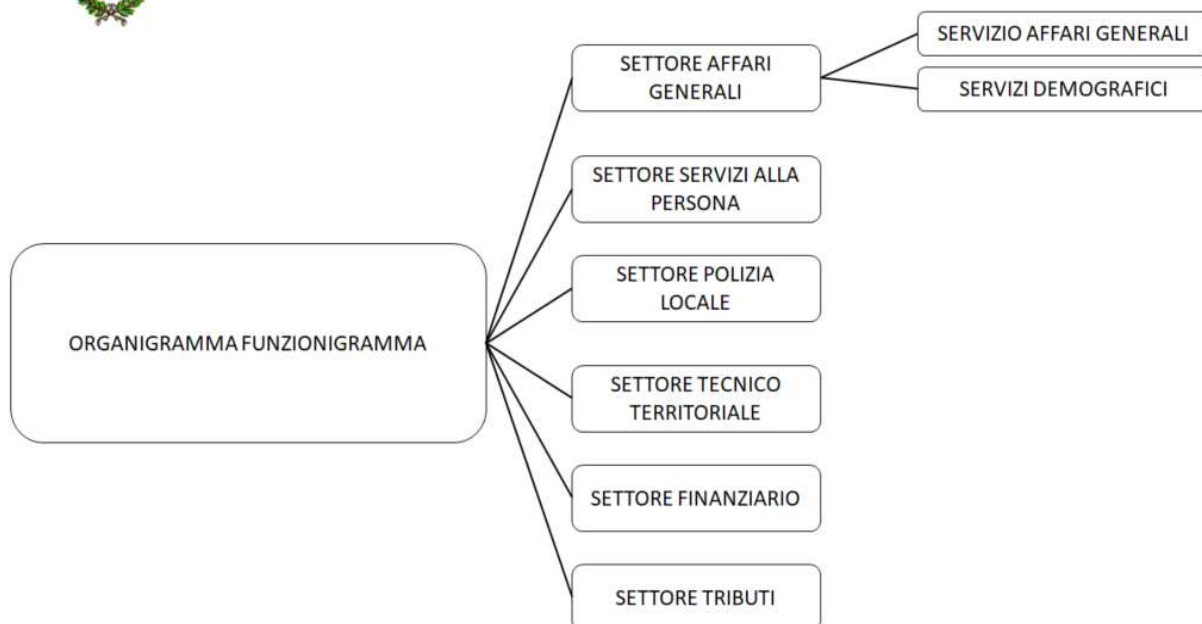 SERVIZIO AFFARI GENERALI
SERVIZI DEMOGRAFICI
SETTORE AFFARI
GENERALI
SETTORE SERVIZI ALLA
PERSONA
SETTORE POLIZIA
LOCALE
ORGANIGRAMMA FUNZIONIGRAMMA
SETTORE TECNICO
TERRITORIALE
SETTORE FINANZIARIO
SETTORE TRIBUTI